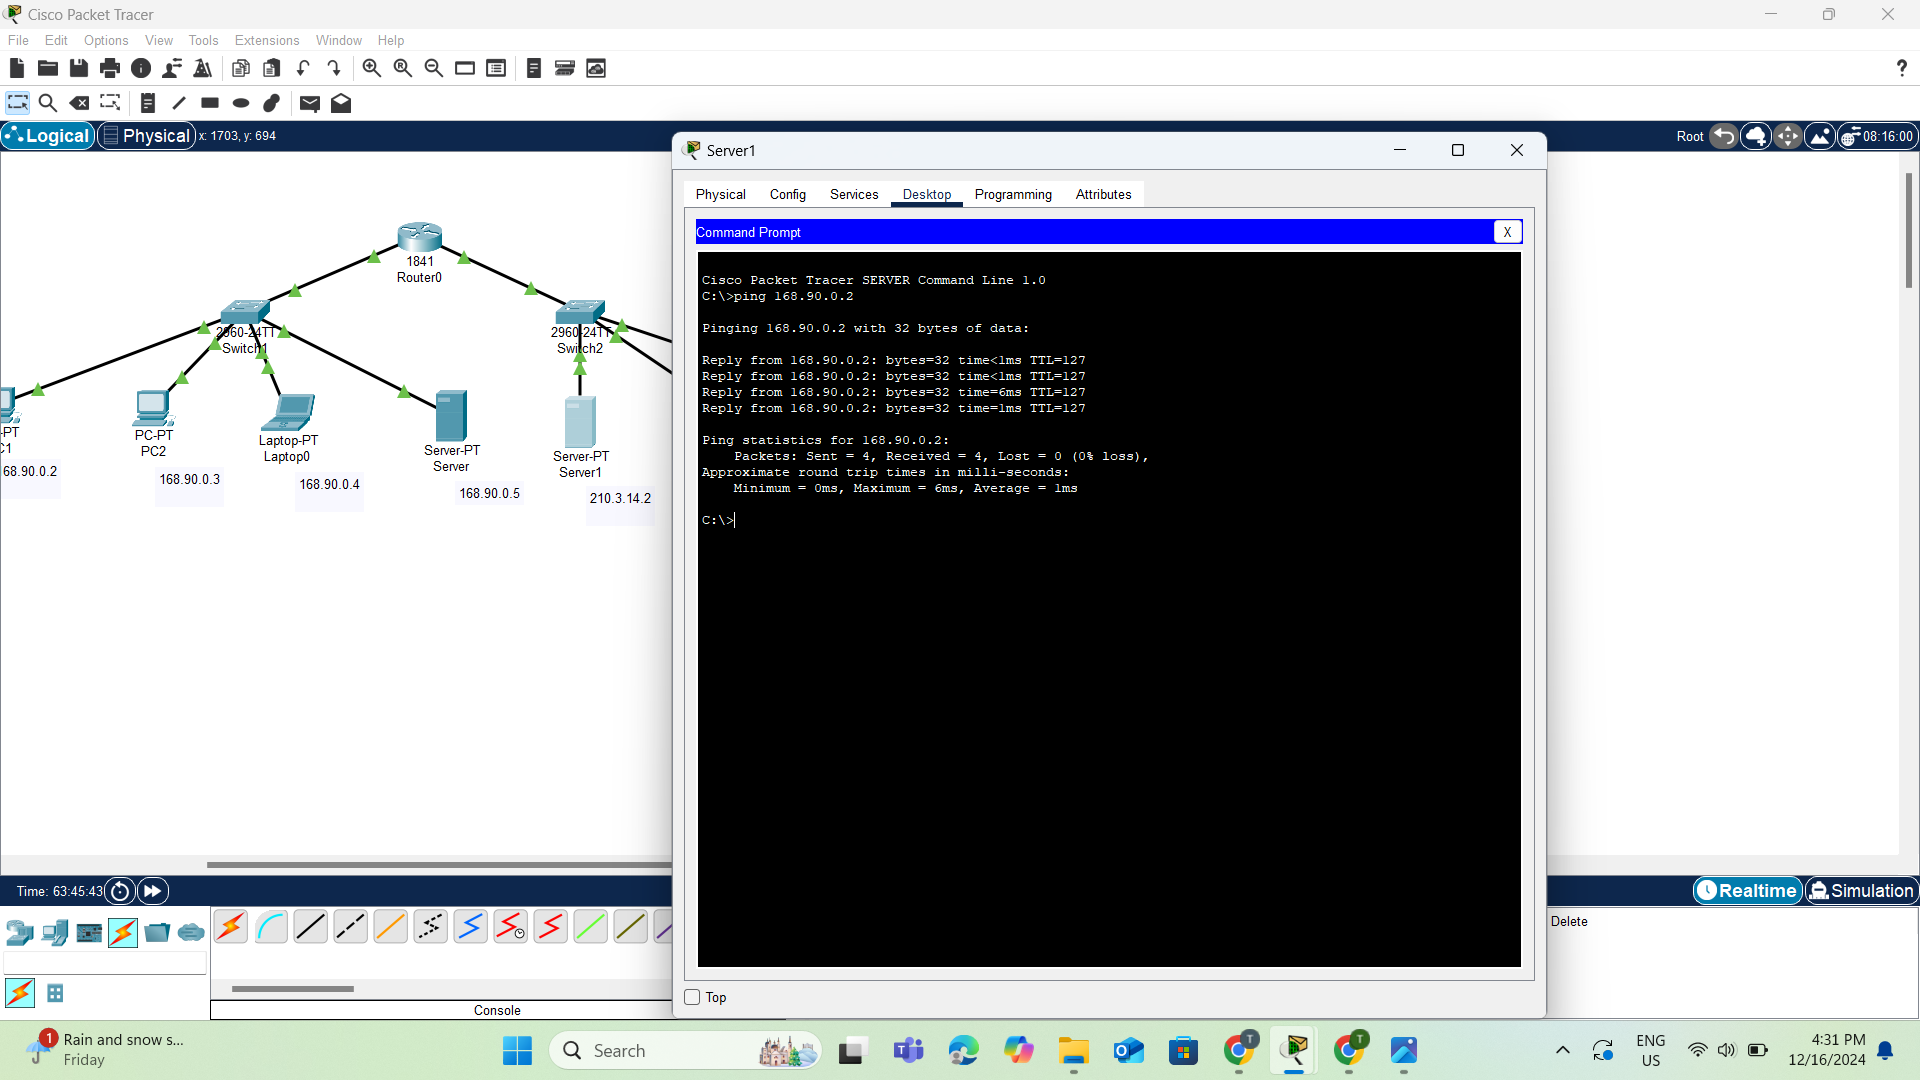 Cisco Packet Tracer
File Edit Options View Tools Extensions Window Help
?
Logical Physical x: 1703, y: 694
Root 08:16:00
1841
Router0
2960-24TT
Switch1
2960-24TT
Switch2
-PT
C1
68.90.0.2
PC-PT
PC2
168.90.0.3
Laptop-PT
Laptop0
168.90.0.4
Server-PT
Server
168.90.0.5
Server-PT
Server1
210.3.14.2
Server1
Physical Config Services Desktop Programming Attributes
Command Prompt X
Cisco Packet Tracer SERVER Command Line 1.0
C:\>ping 168.90.0.2
Pinging 168.90.0.2 with 32 bytes of data:
Reply from 168.90.0.2: bytes=32 time<1ms TTL=127
Reply from 168.90.0.2: bytes=32 time<1ms TTL=127
Reply from 168.90.0.2: bytes=32 time=6ms TTL=127
Reply from 168.90.0.2: bytes=32 time=1ms TTL=127
Ping statistics for 168.90.0.2:
Packets: Sent = 4, Received = 4, Lost = 0 (0% loss),
Approximate round trip times in milli-seconds:
Minimum = 0ms, Maximum = 6ms, Average = 1ms
C:\>
Top
Time: 63:45:43
Realtime Simulation
Delete
Console
1
Rain and snow s...
Friday
Search
T
T
ENG
US
4:31 PM
12/16/2024